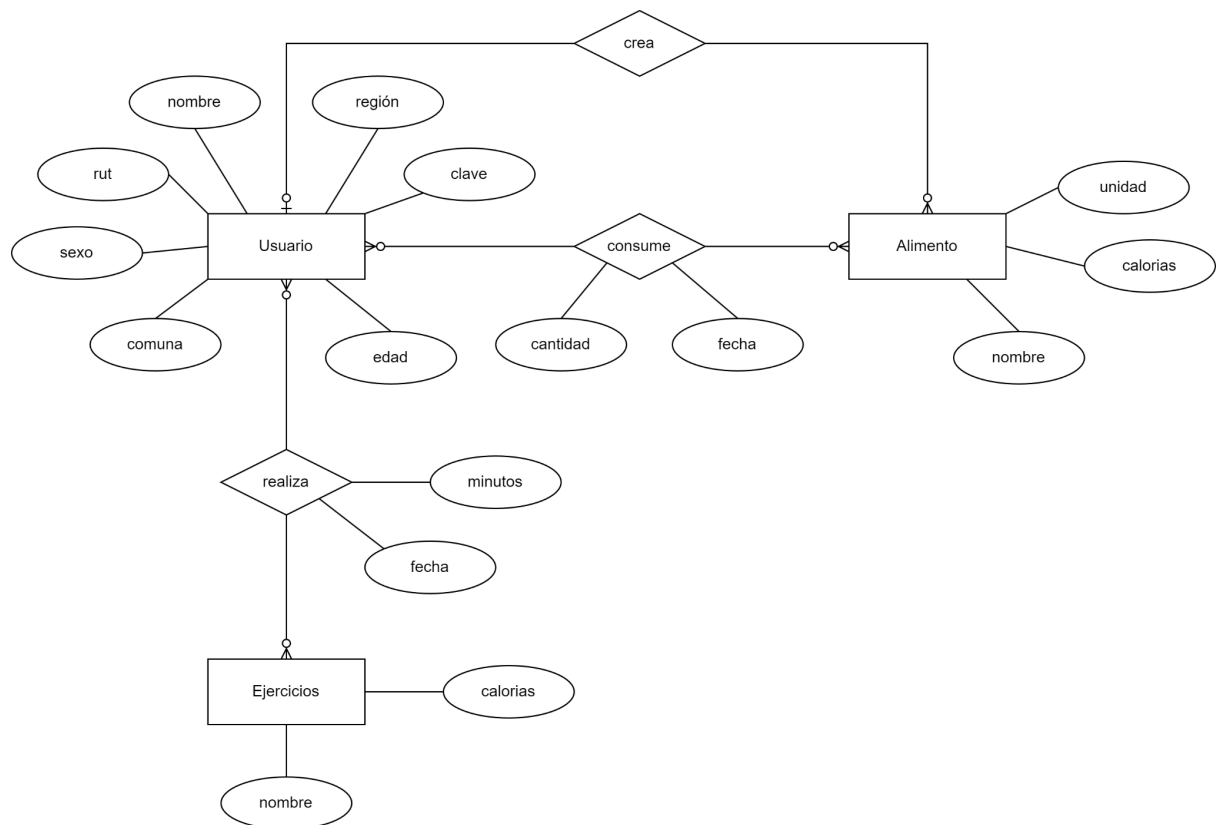 crea
nombre
región
rut
clave
unidad
sexo
Usuario
consume
Alimento
calorias
comuna
edad
cantidad
fecha
nombre
realiza
minutos
fecha
Ejercicios
calorias
nombre